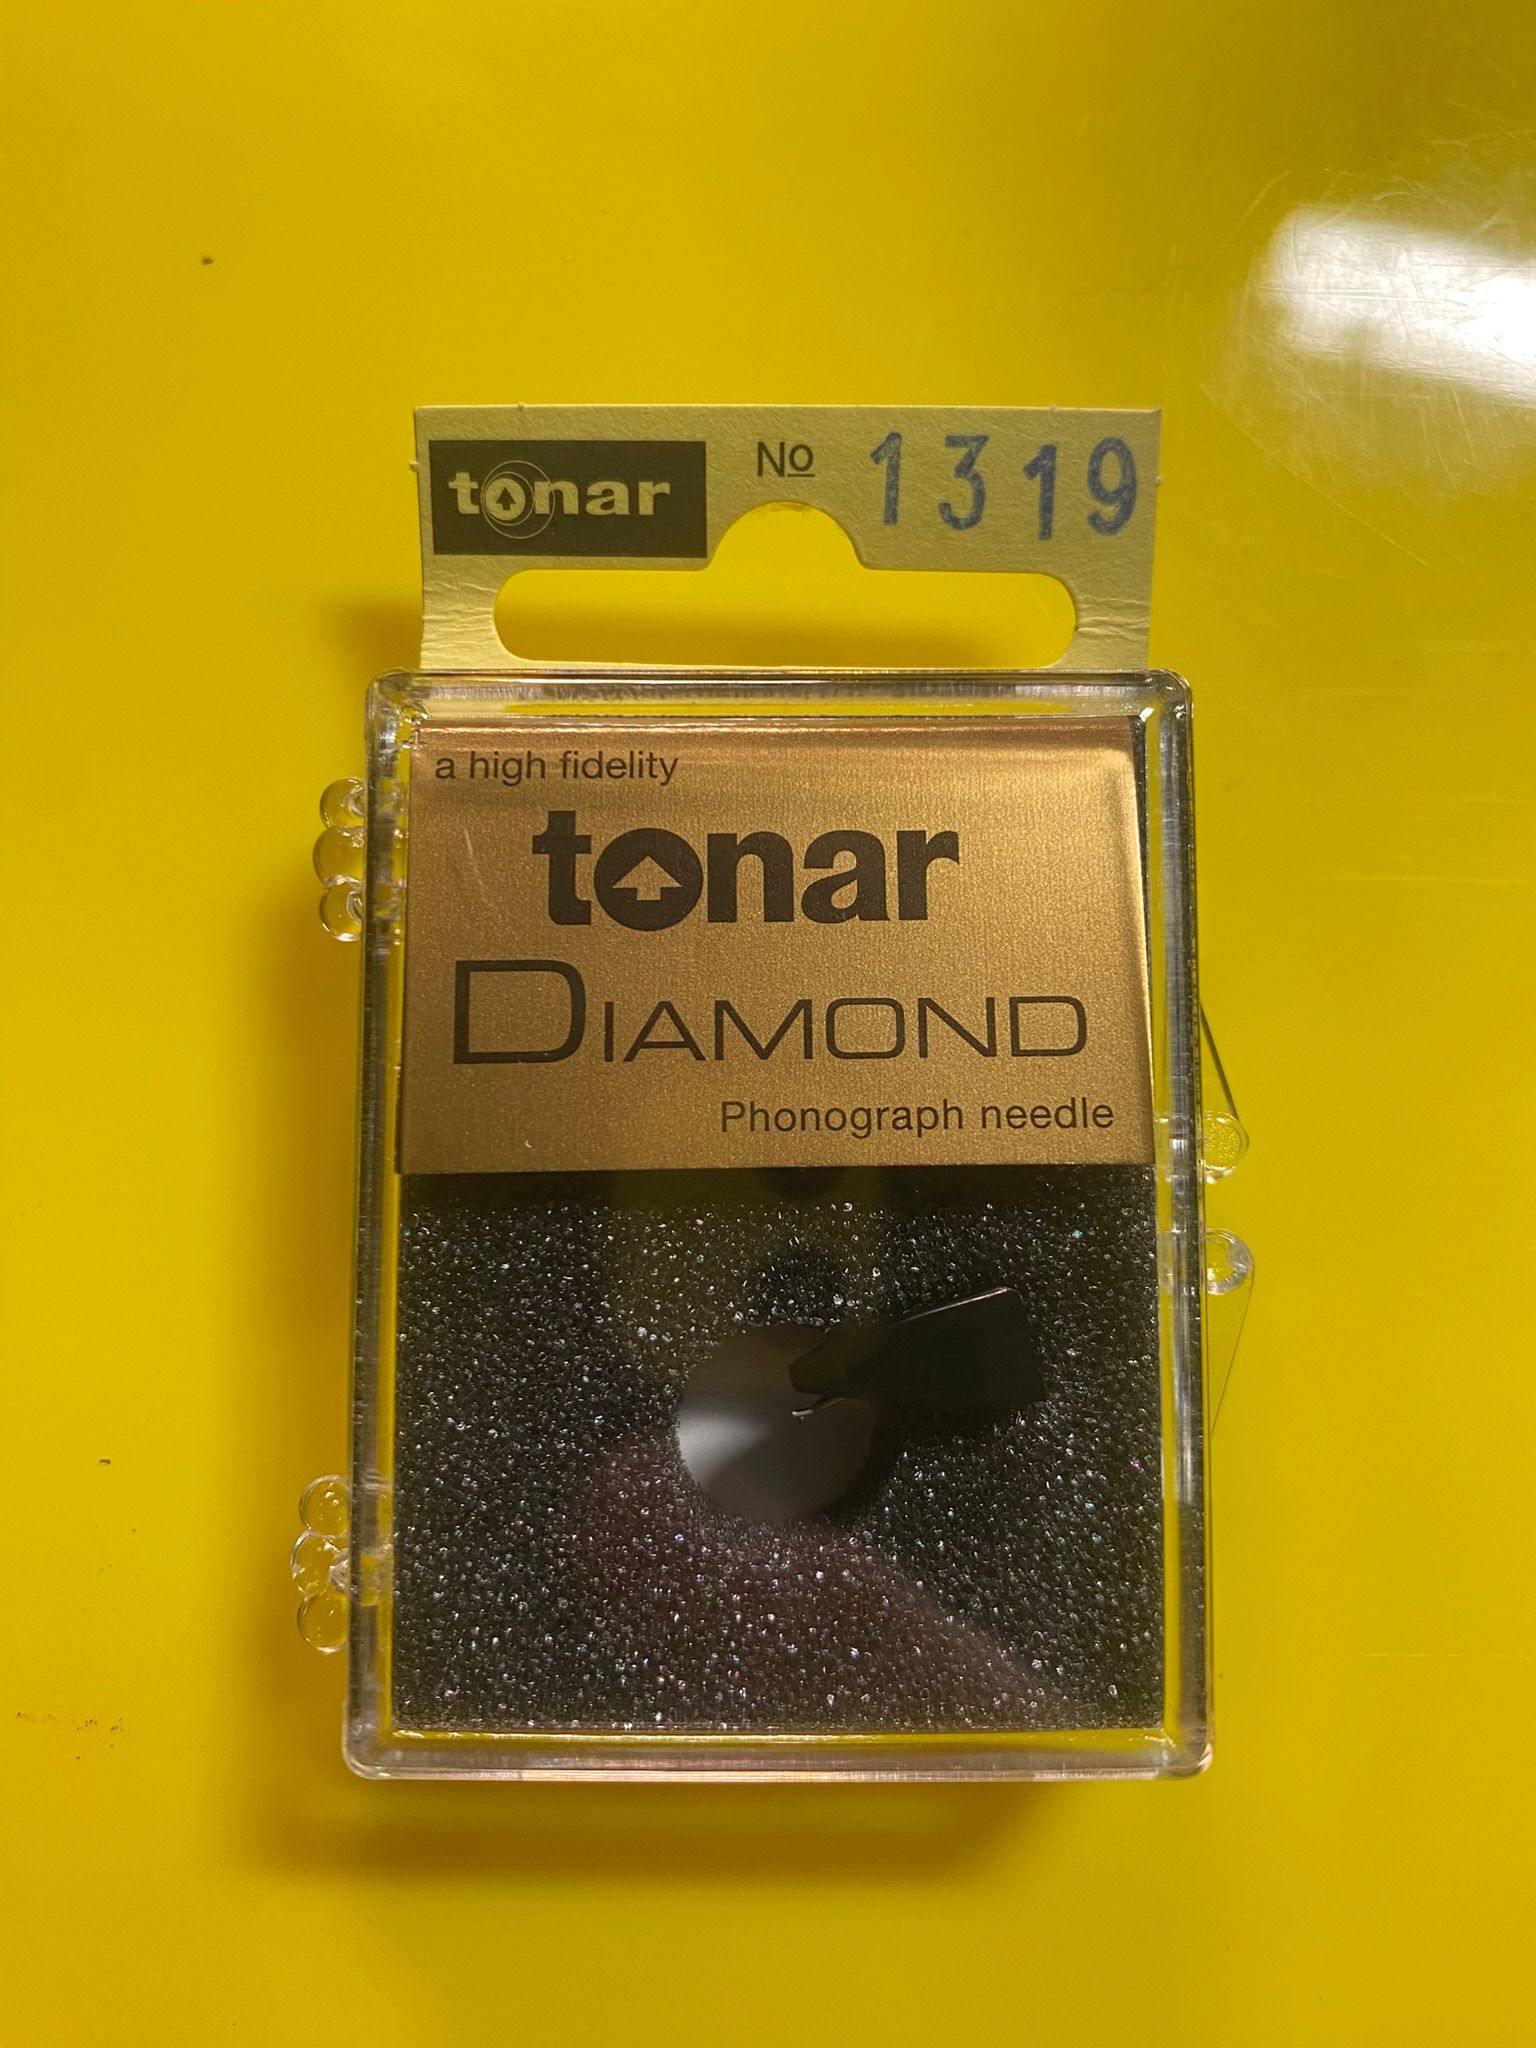 tonar No 1319
a high fidelity
tonar
DIAMOND
Phonograph needle